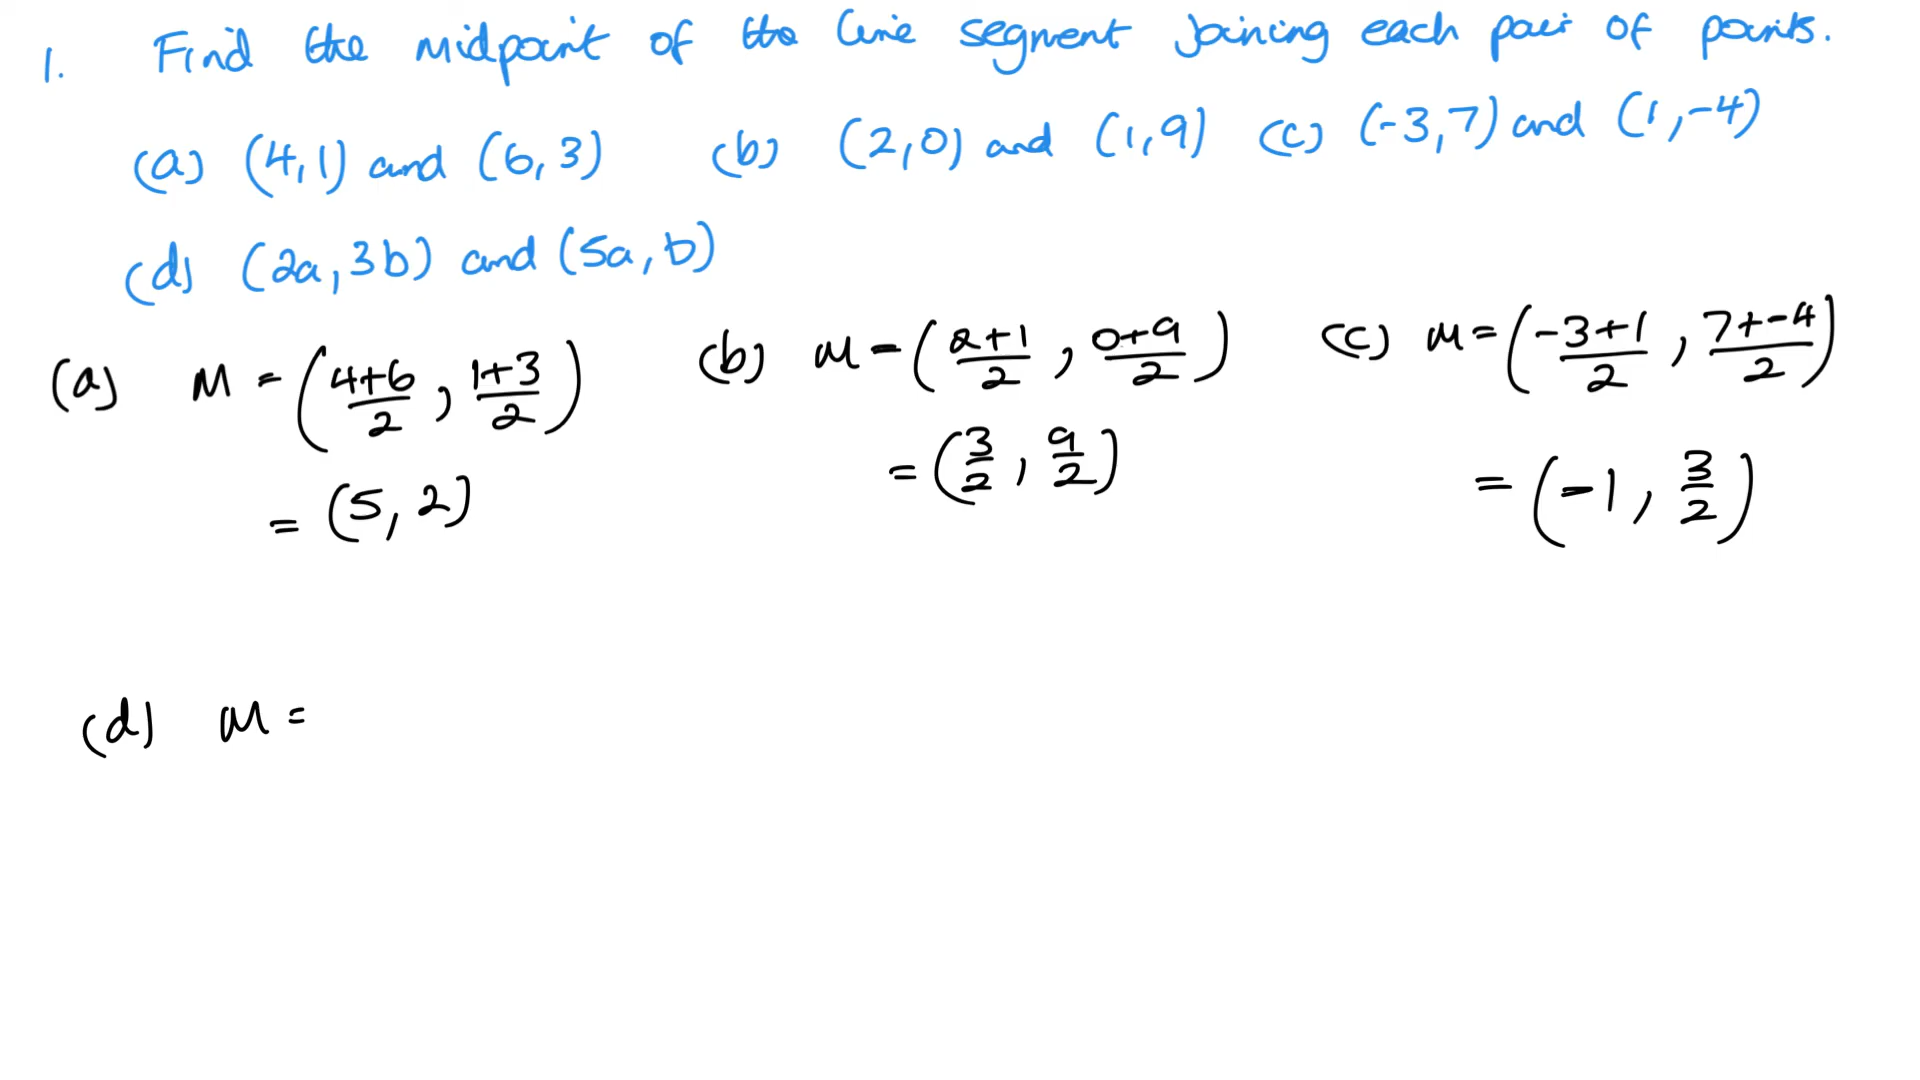 1. Find the midpoint of the line segment joining each pair of points.
(a) (4,1) and (6,3) (b) (2,0) and (1,9) (c) (-3,7) and (1,-4)
(d) (2a,3b) and (5a,b)
(a) M = (4+6/2, 1+3/2) (b) M = (2+1/2, 0+9/2) (c) M = (-3+1/2, 7+-4/2)
= (5,2) = (3/2, 9/2) = (-1, 3/2)
(d) M =